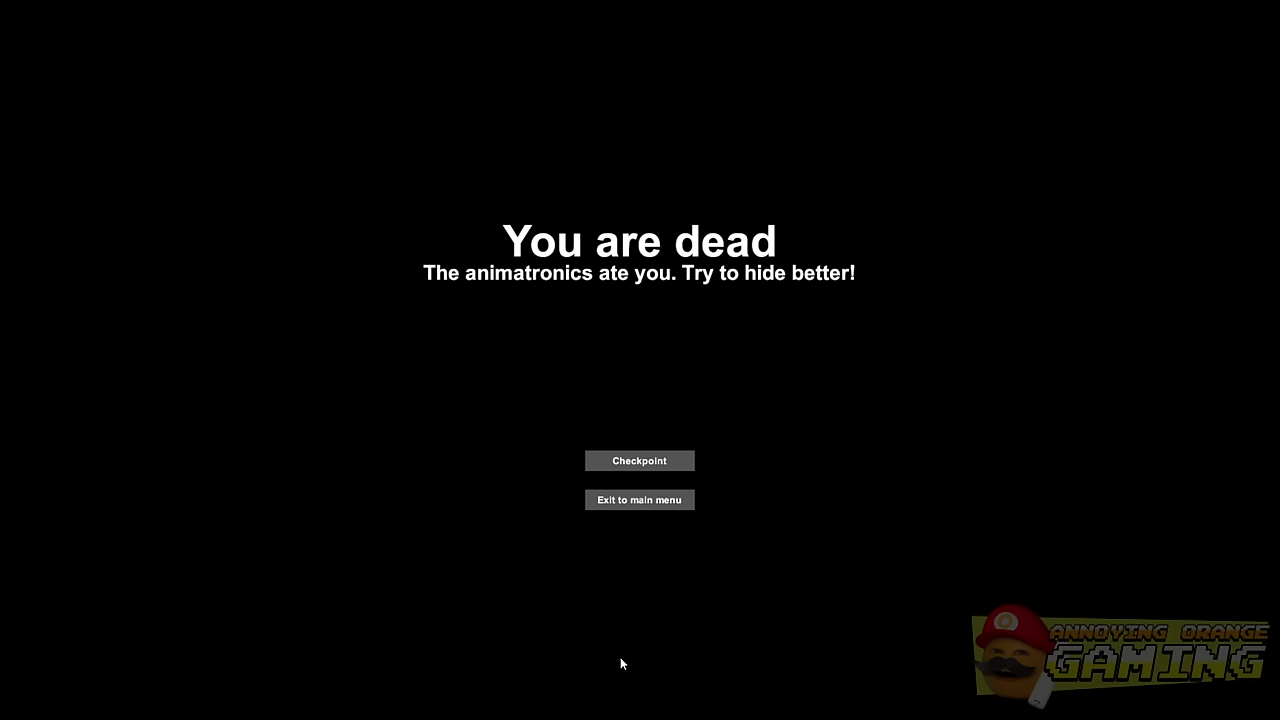 You are dead
The animatronics ate you. Try to hide better!
Checkpoint
Exit to main menu
ANNOYING ORANGE
GAMING